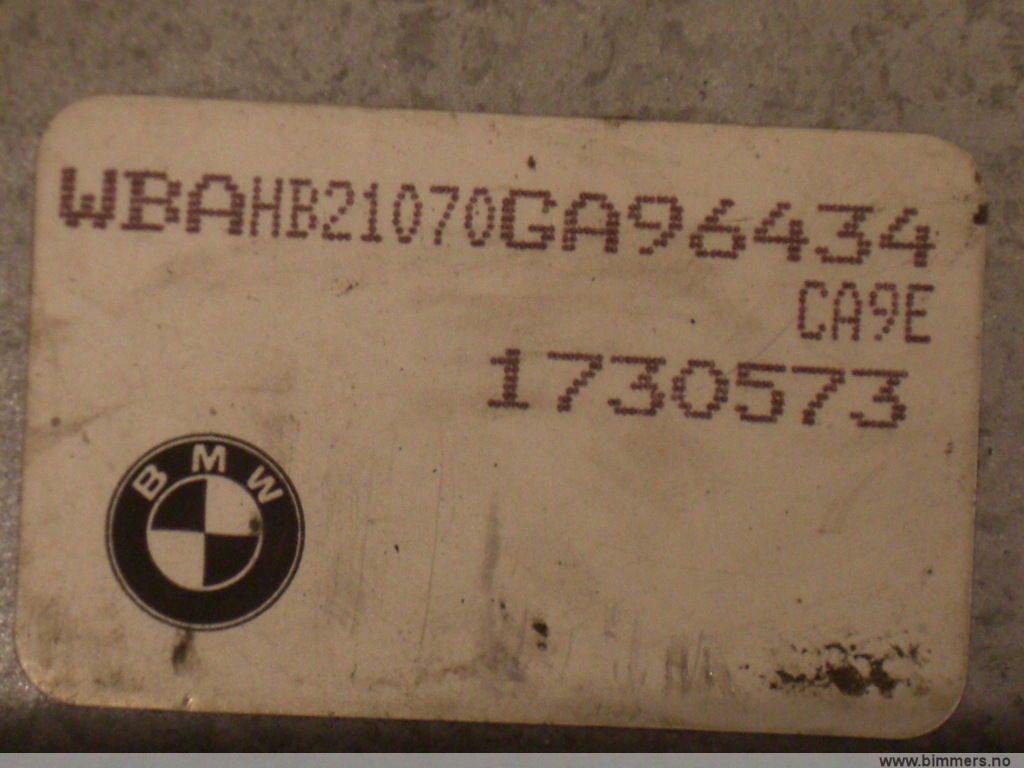 WBAHB21070GA96434
CA9E
1730573
BMW
www.bimmers.no